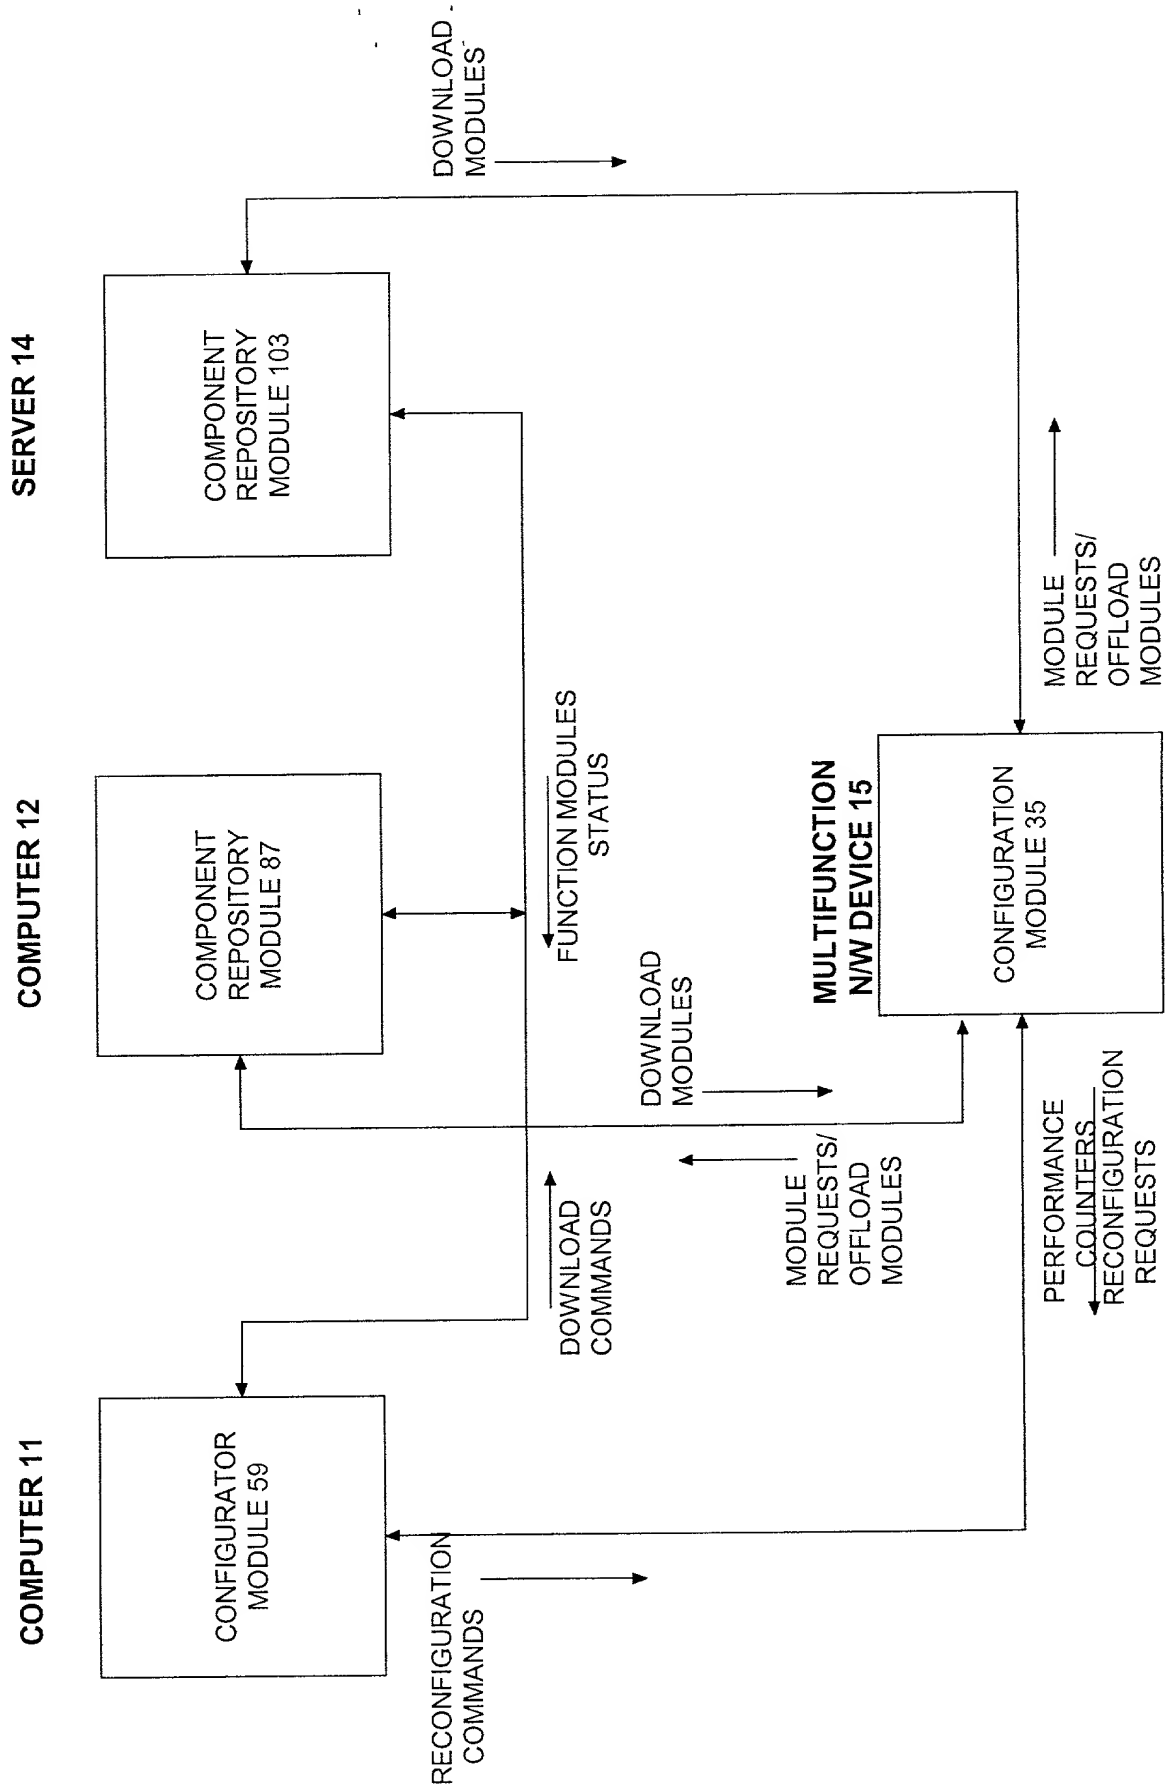 COMPUTER 11
COMPUTER 12
SERVER 14
CONFIGURATOR
MODULE 59
COMPONENT
REPOSITORY
MODULE 87
COMPONENT
REPOSITORY
MODULE 103
RECONFIGURATION
COMMANDS
DOWNLOAD
COMMANDS
FUNCTION MODULES
STATUS
DOWNLOAD
MODULES
DOWNLOAD
MODULES
MODULE
REQUESTS/
OFFLOAD
MODULES
MULTIFUNCTION
N/W DEVICE 15
CONFIGURATION
MODULE 35
PERFORMANCE
COUNTERS
RECONFIGURATION
REQUESTS
MODULE
REQUESTS/
OFFLOAD
MODULES